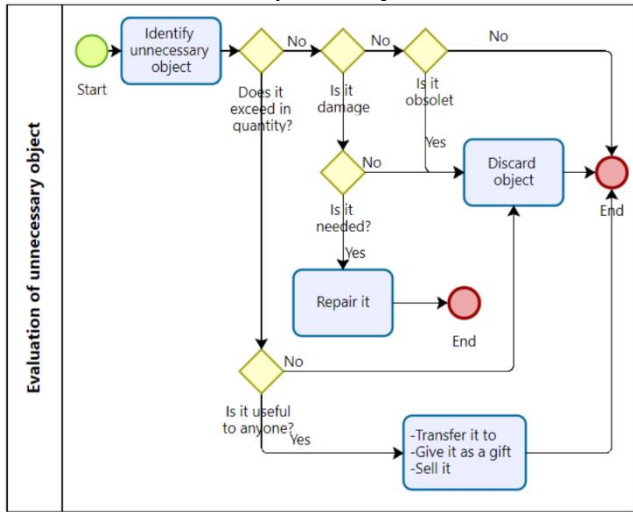 Evaluation of unnecessary object
Start
Identify
unnecessary
object
No
No
No
Does it
exceed in
quantity?
Is it
damage
Is it
obsolet
Yes
No
Discard
object
End
Is it
needed?
Yes
Repair it
End
No
Is it useful
to anyone?
Yes
-Transfer it to
-Give it as a gift
-Sell it